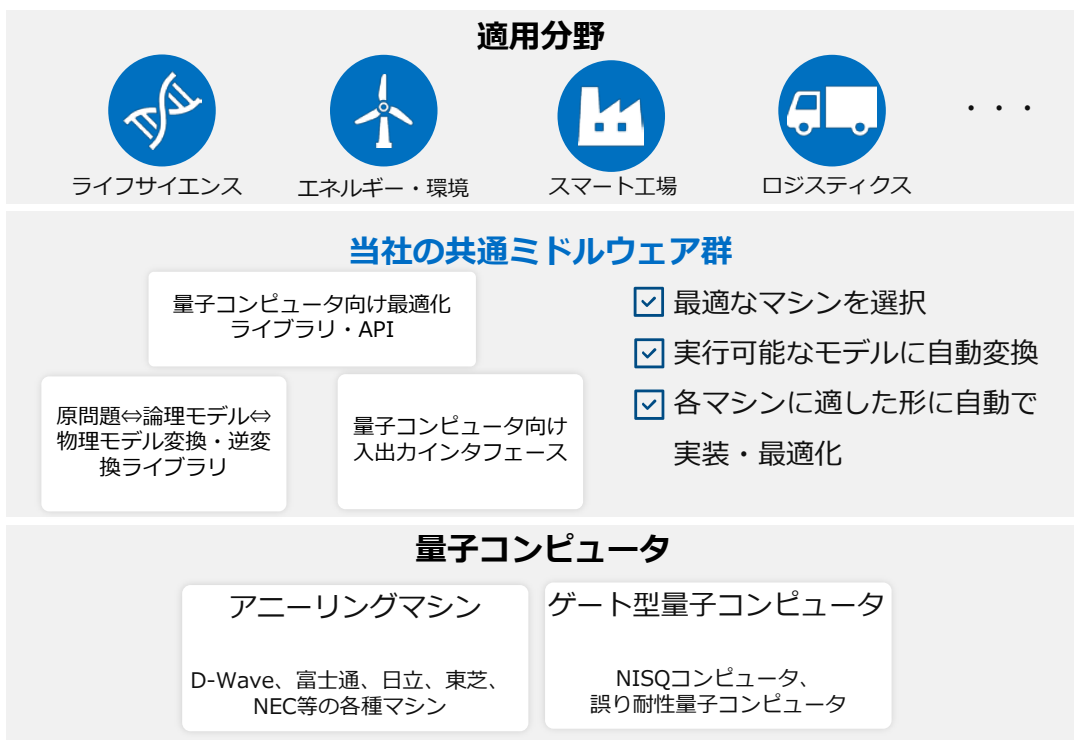 適用分野
ライフサイエンス
エネルギー・環境
スマート工場
ロジスティクス
・・・
当社の共通ミドルウェア群
量子コンピュータ向け最適化
ライブラリ・API
原問題⇔論理モデル⇔
物理モデル変換・逆変
換ライブラリ
量子コンピュータ向け
入出力インタフェース
最適なマシンを選択
実行可能なモデルに自動変換
各マシンに適した形に自動で
実装・最適化
量子コンピュータ
アニーリングマシン
D-Wave、富士通、日立、東芝、
NEC等の各種マシン
ゲート型量子コンピュータ
NISQコンピュータ、
誤り耐性量子コンピュータ